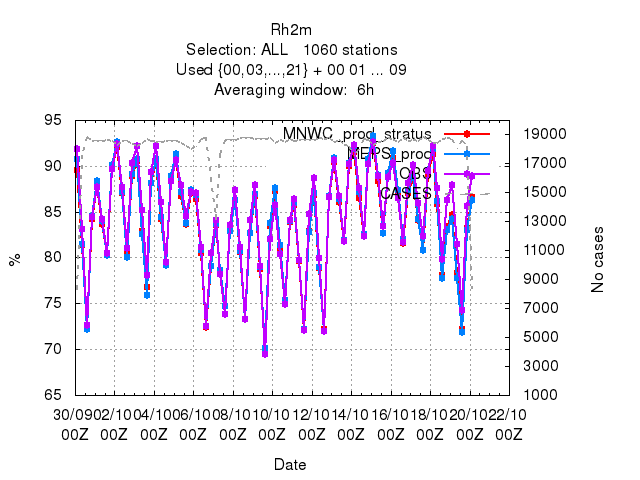 Rh2m
Selection: ALL   1060 stations
Used {00,03,...,21} + 00 01 ... 09
Averaging window:  6h
MNWC_prod_stratus
MEPS_prod
OBS
CASES
95
90
85
80
75
70
65
%
19000
17000
15000
13000
11000
9000
7000
5000
3000
1000
No cases
30/09 02/10 04/10 06/10 08/10 10/10 12/10 14/10 16/10 18/10 20/10 22/10
00Z 00Z 00Z 00Z 00Z 00Z 00Z 00Z 00Z 00Z 00Z 00Z
Date